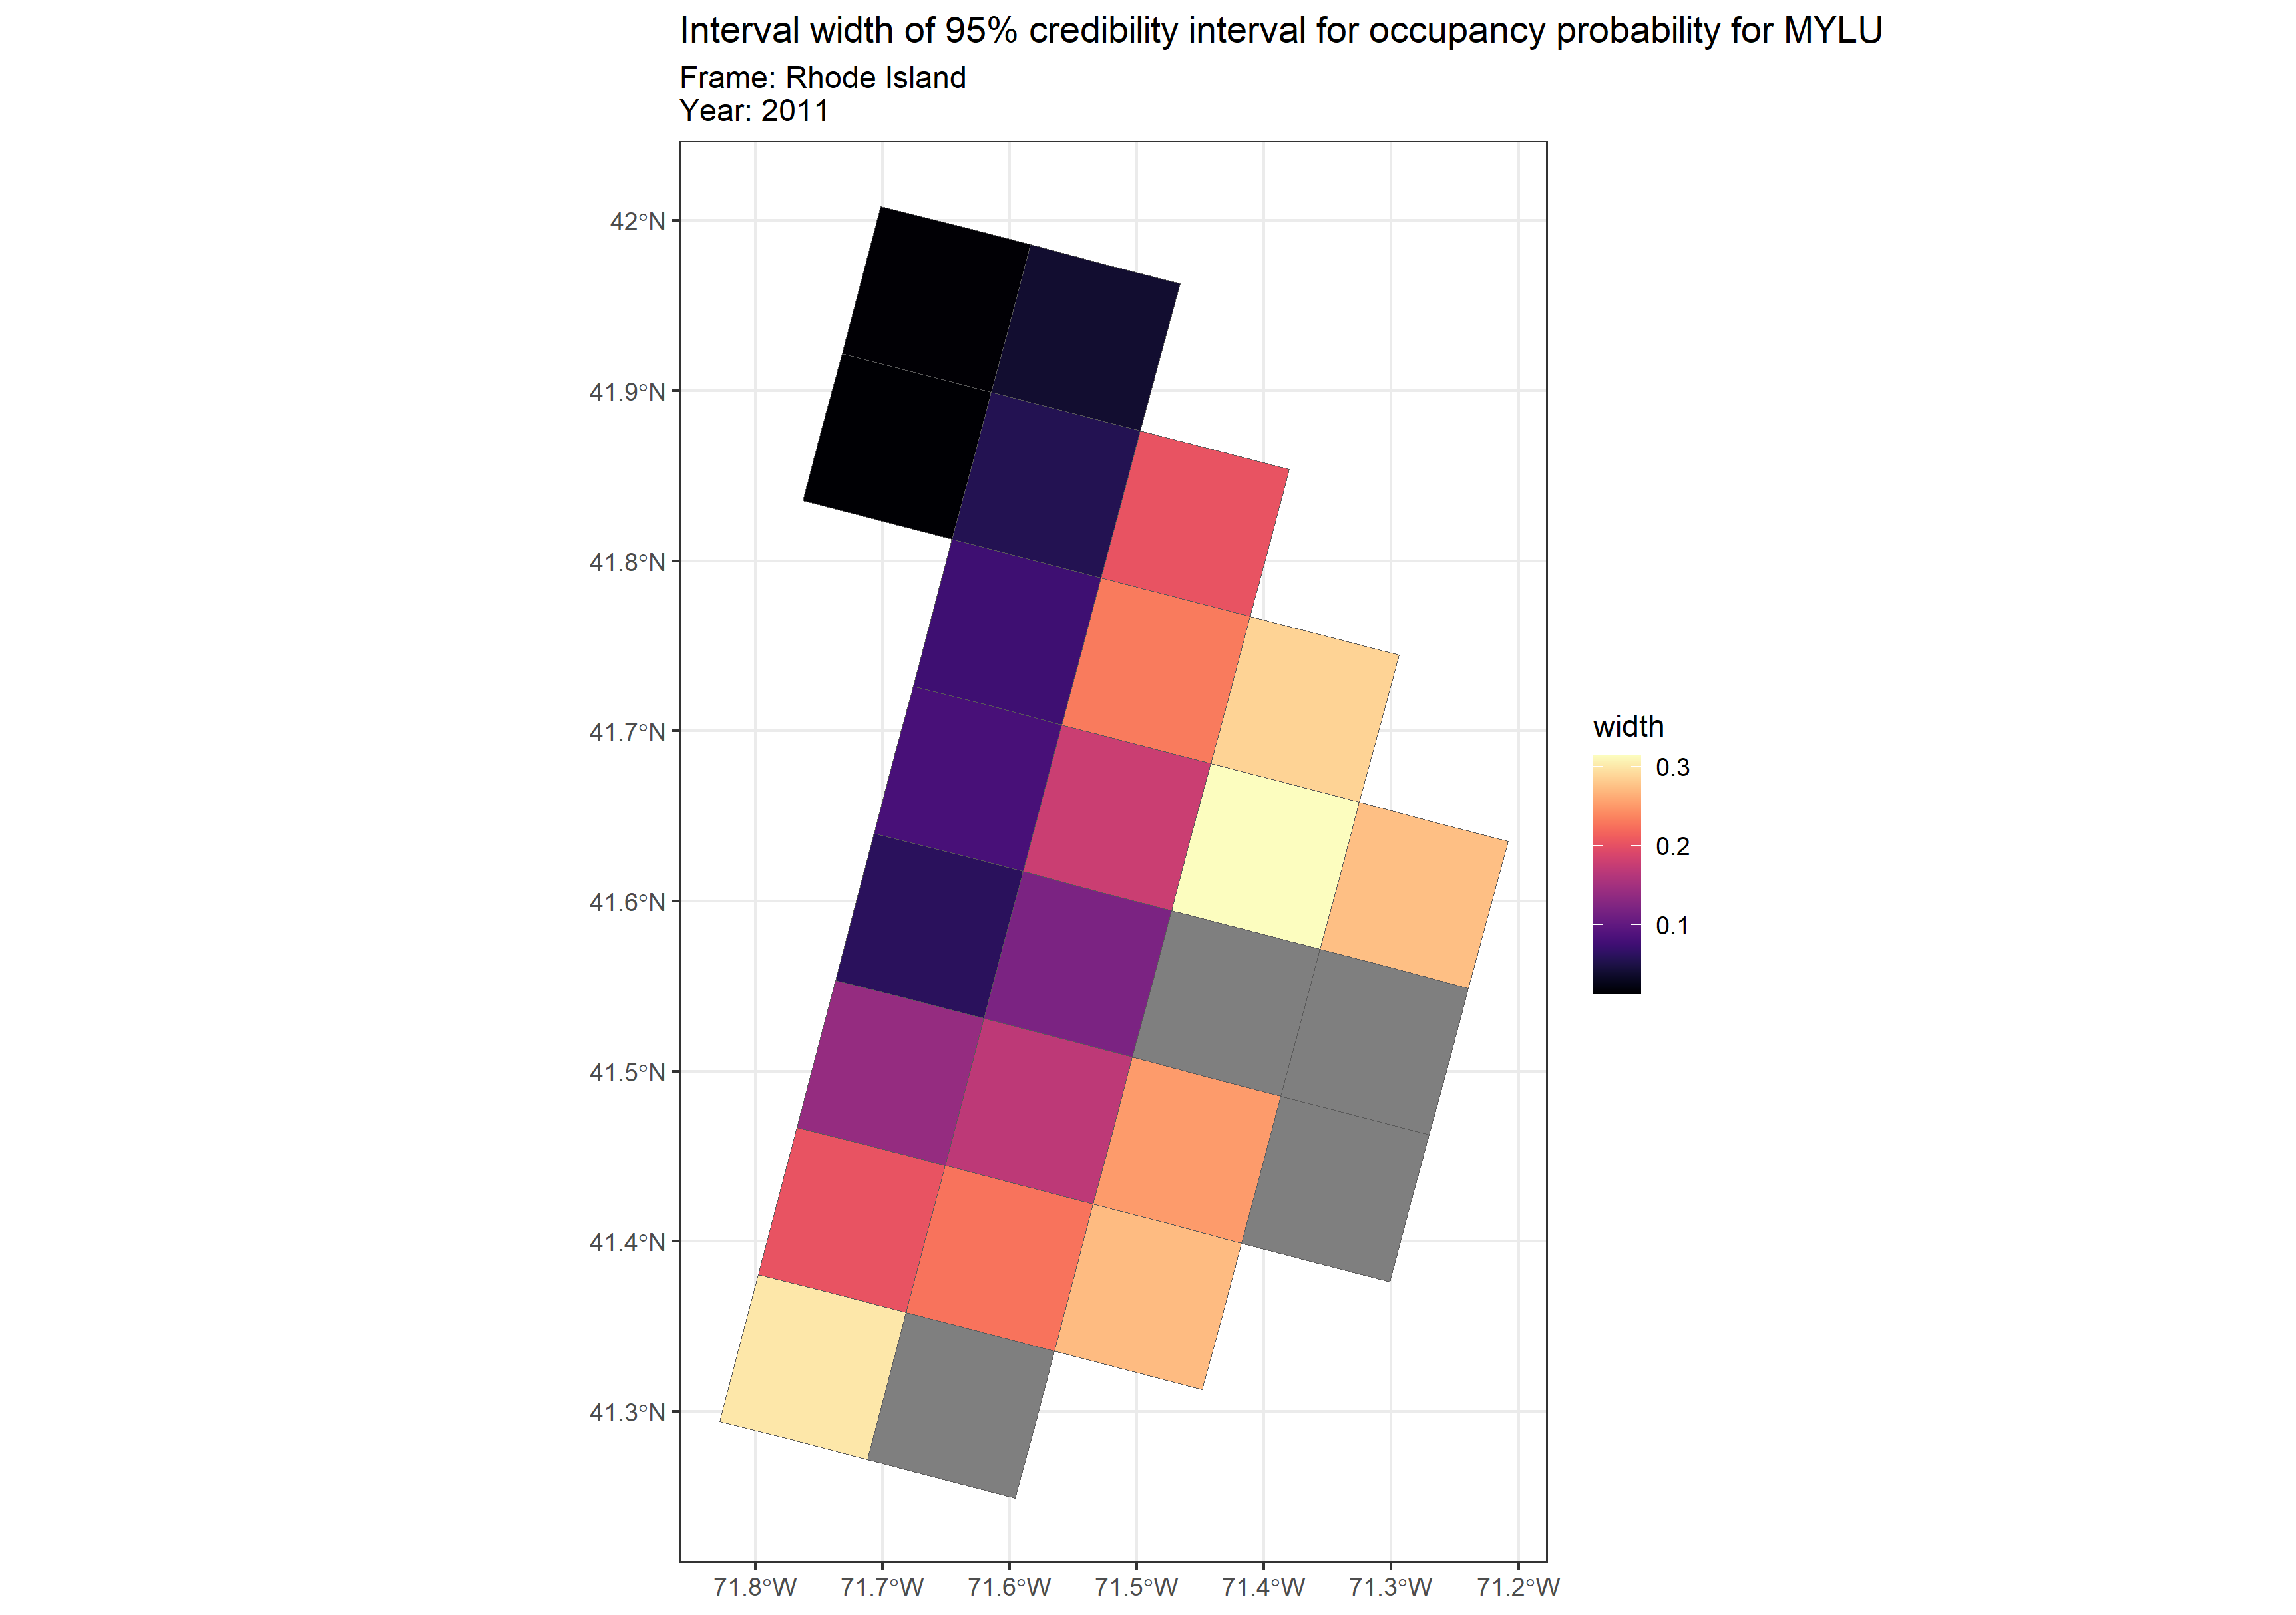 Interval width of 95% credibility interval for occupancy probability for MYLU
Frame: Rhode Island
Year: 2011
42°N
41.9°N
41.8°N
41.7°N
41.6°N
41.5°N
41.4°N
41.3°N
71.8°W 71.7°W 71.6°W 71.5°W 71.4°W 71.3°W 71.2°W
width
0.3
0.2
0.1